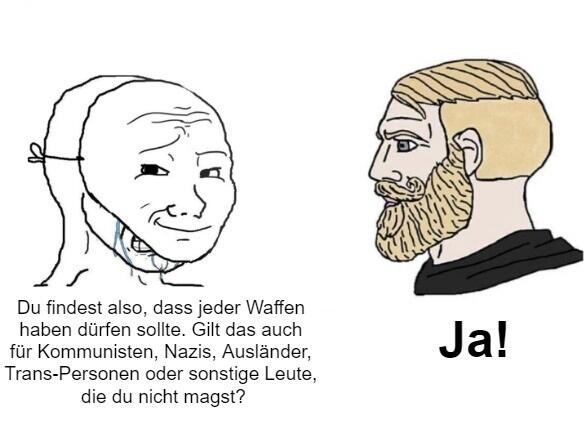 Du findest also, dass jeder Waffen
haben dürfen sollte. Gilt das auch
für Kommunisten, Nazis, Ausländer,
Trans-Personen oder sonstige Leute,
die du nicht magst?
Ja!